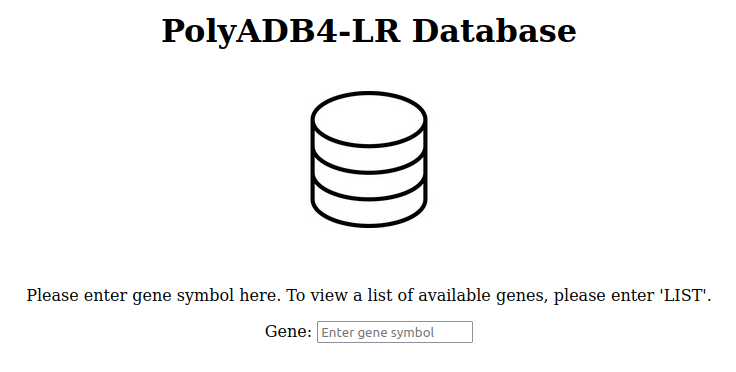 PolyADB4-LR Database
Please enter gene symbol here. To view a list of available genes, please enter 'LIST'.
Gene: Enter gene symbol